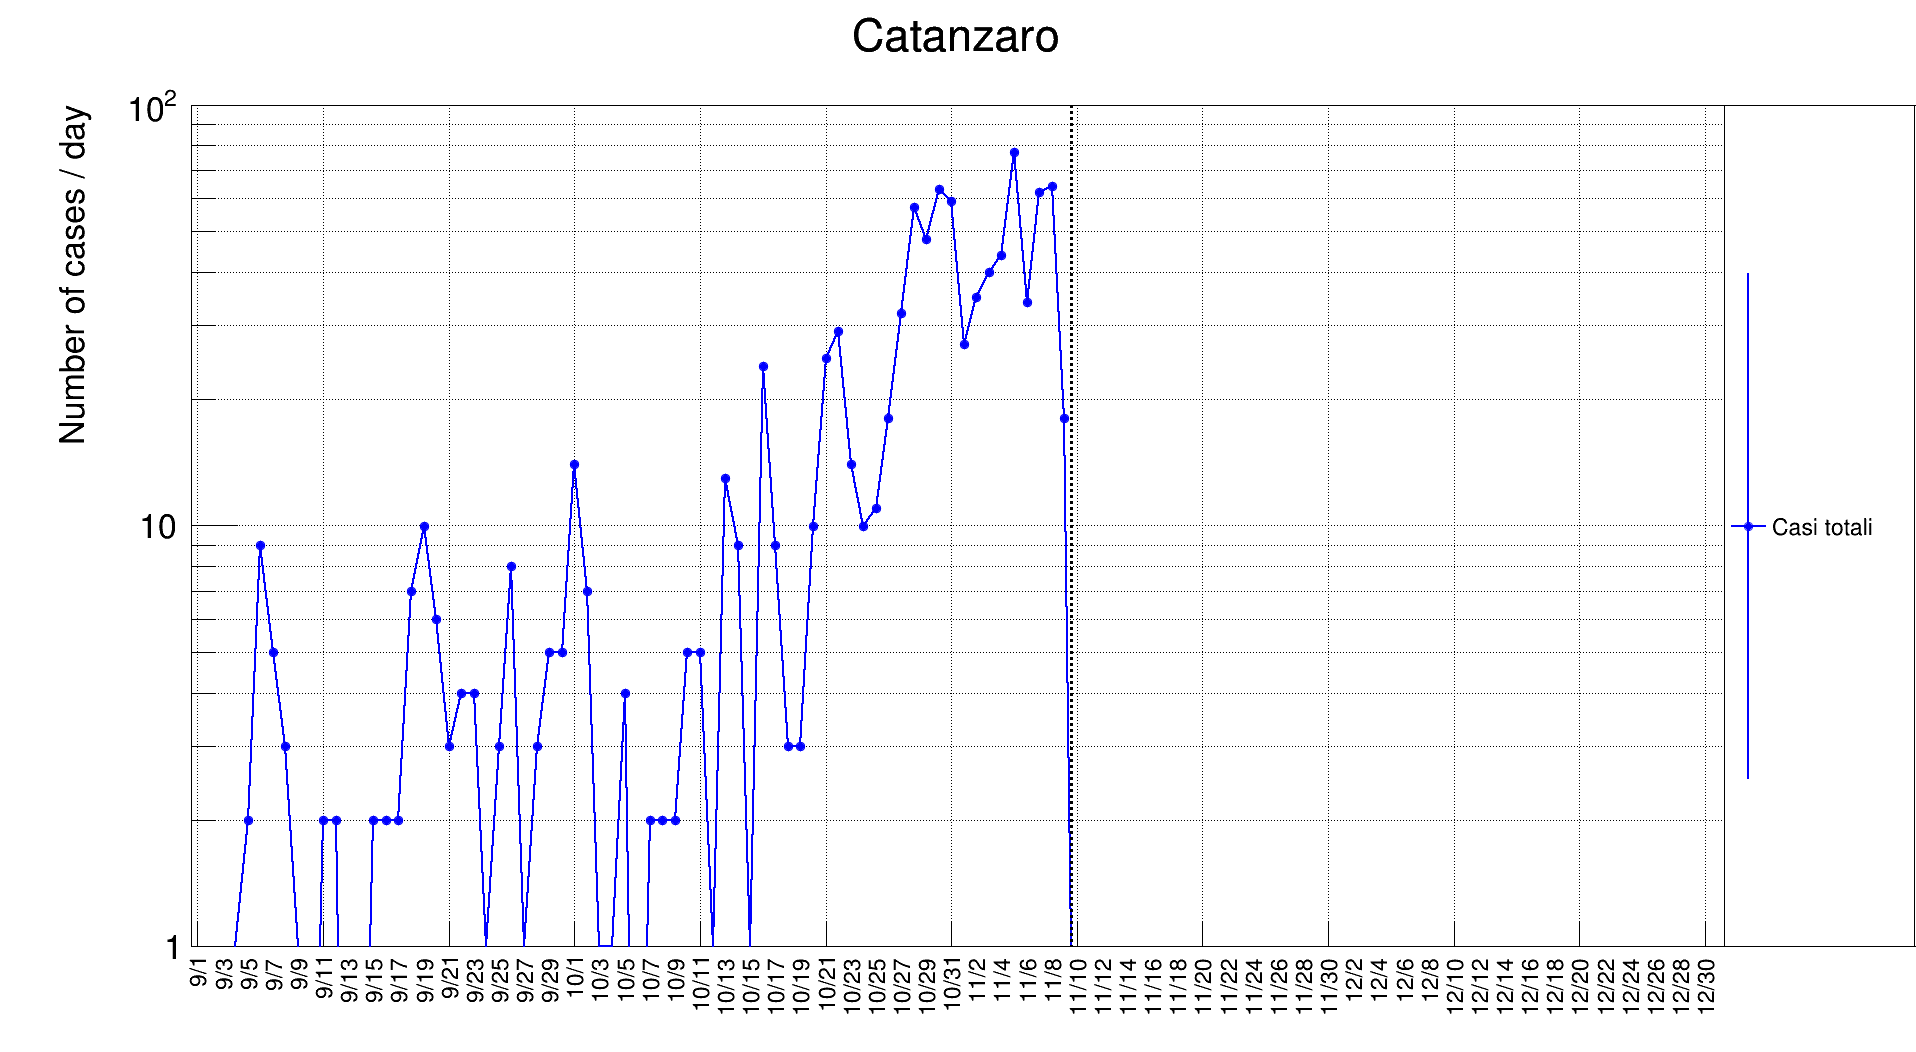 Catanzaro
Number of cases / day
10²
10
1
Casi totali
9/1 9/3 9/5 9/7 9/9 9/11 9/13 9/15 9/17 9/19 9/21 9/23 9/25 9/27 9/29 10/1 10/3 10/5 10/7 10/9 10/11 10/13 10/15 10/17 10/19 10/21 10/23 10/25 10/27 10/29 10/31 11/2 11/4 11/6 11/8 11/10 11/12 11/14 11/16 11/18 11/20 11/22 11/24 11/26 11/28 11/30 12/2 12/4 12/6 12/8 12/10 12/12 12/14 12/16 12/18 12/20 12/22 12/24 12/26 12/28 12/30